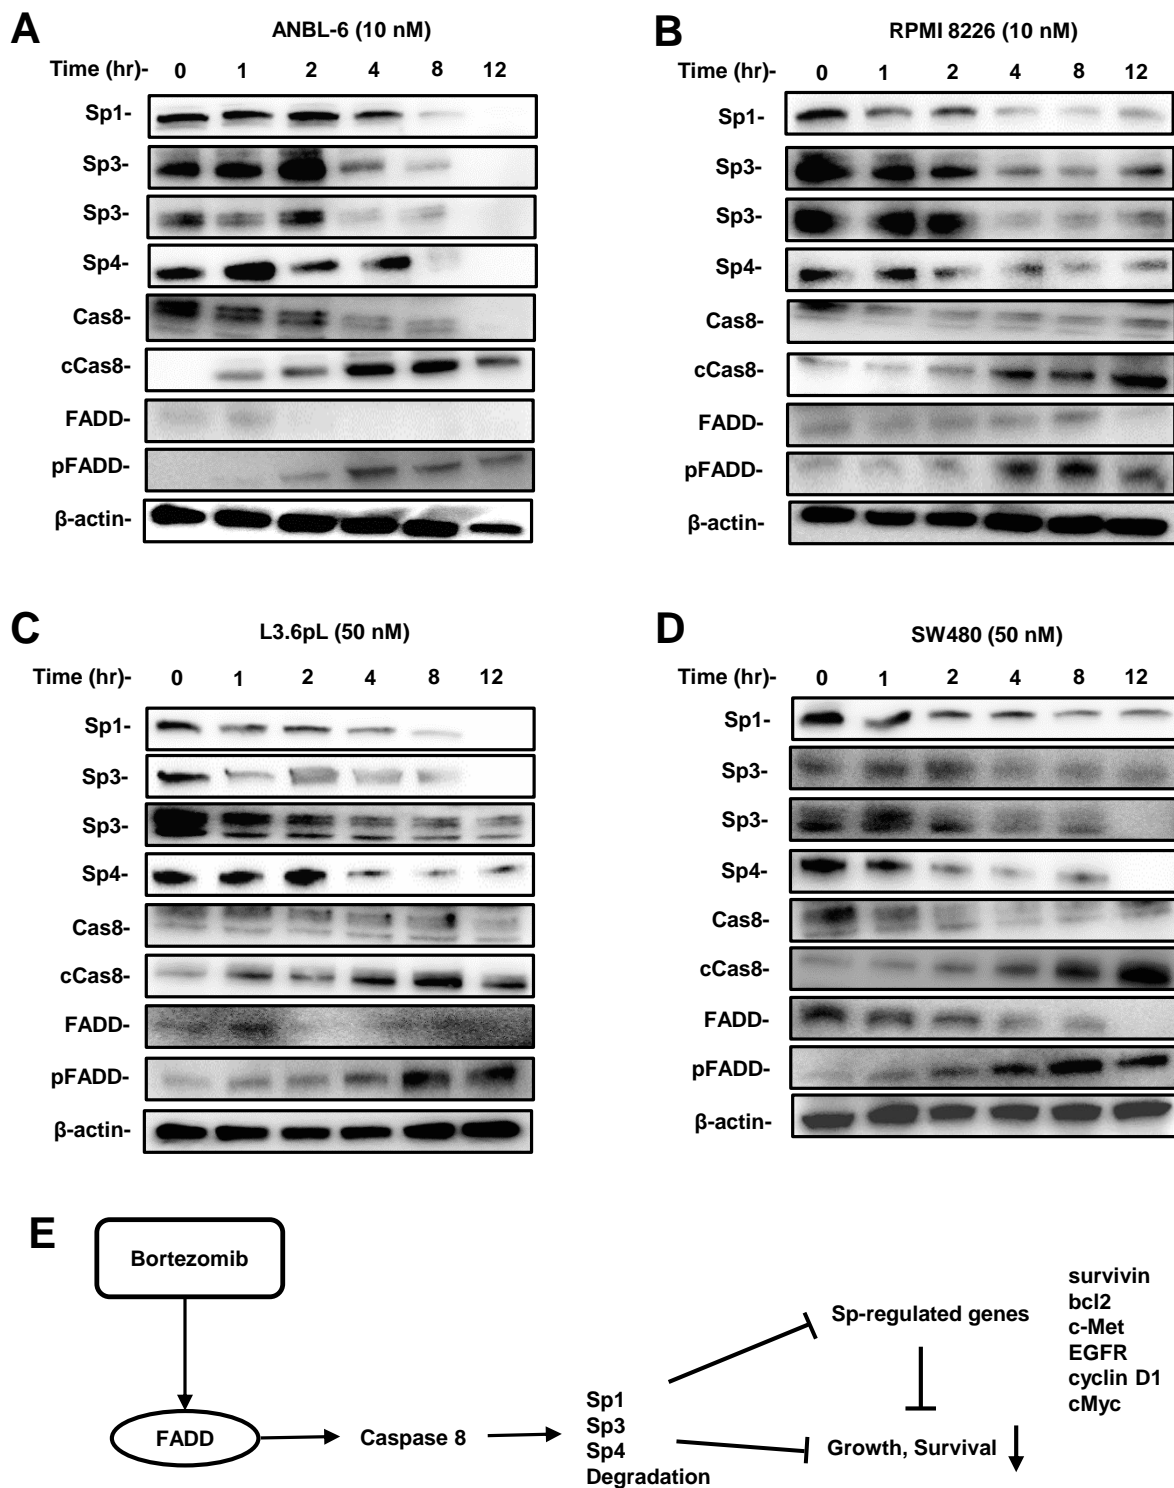 A
ANBL-6 (10 nM)
Time (hr)- 0 1 2 4 8 12
Sp1-
Sp3-
Sp3-
Sp4-
Cas8-
cCas8-
FADD-
pFADD-
β-actin-
B
RPMI 8226 (10 nM)
Time (hr)- 0 1 2 4 8 12
Sp1-
Sp3-
Sp3-
Sp4-
Cas8-
cCas8-
FADD-
pFADD-
β-actin-
C
L3.6pL (50 nM)
Time (hr)- 0 1 2 4 8 12
Sp1-
Sp3-
Sp3-
Sp4-
Cas8-
cCas8-
FADD-
pFADD-
β-actin-
D
SW480 (50 nM)
Time (hr)- 0 1 2 4 8 12
Sp1-
Sp3-
Sp3-
Sp4-
Cas8-
cCas8-
FADD-
pFADD-
β-actin-
E
Bortezomib
FADD
Caspase 8
Sp1
Sp3
Sp4
Degradation
Sp-regulated genes
Growth, Survival
survivin
bcl2
c-Met
EGFR
cyclin D1
cMyc